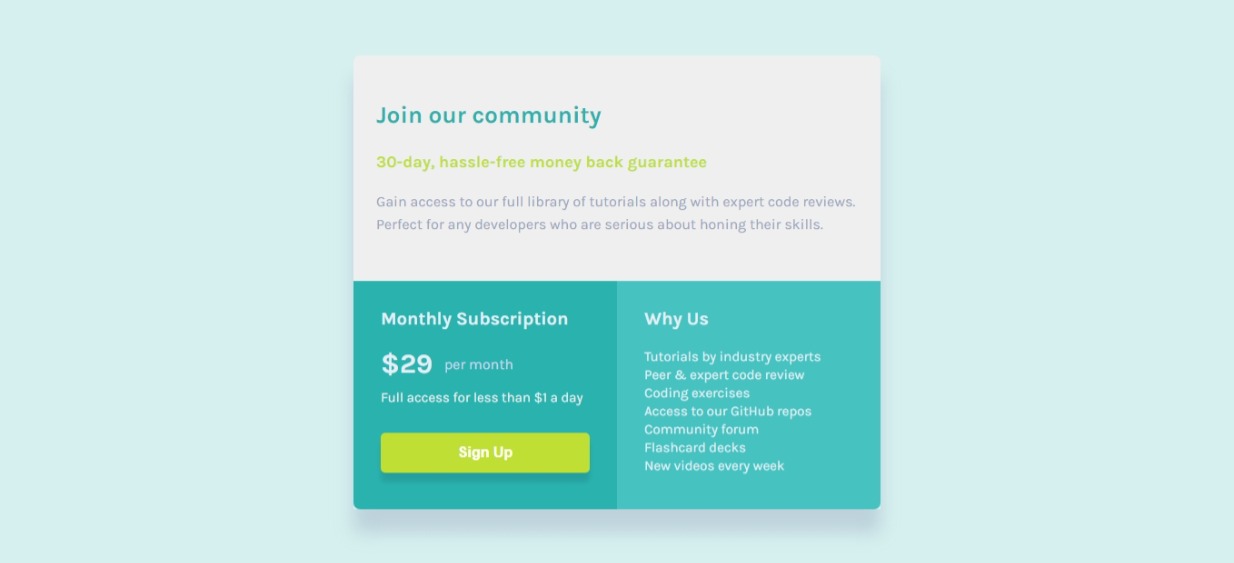 Join our community
30-day, hassle-free money back guarantee
Gain access to our full library of tutorials along with expert code reviews.
Perfect for any developers who are serious about honing their skills.
Monthly Subscription
$29 per month
Full access for less than $1 a day
Sign Up
Why Us
Tutorials by industry experts
Peer & expert code review
Coding exercises
Access to our GitHub repos
Community forum
Flashcard decks
New videos every week